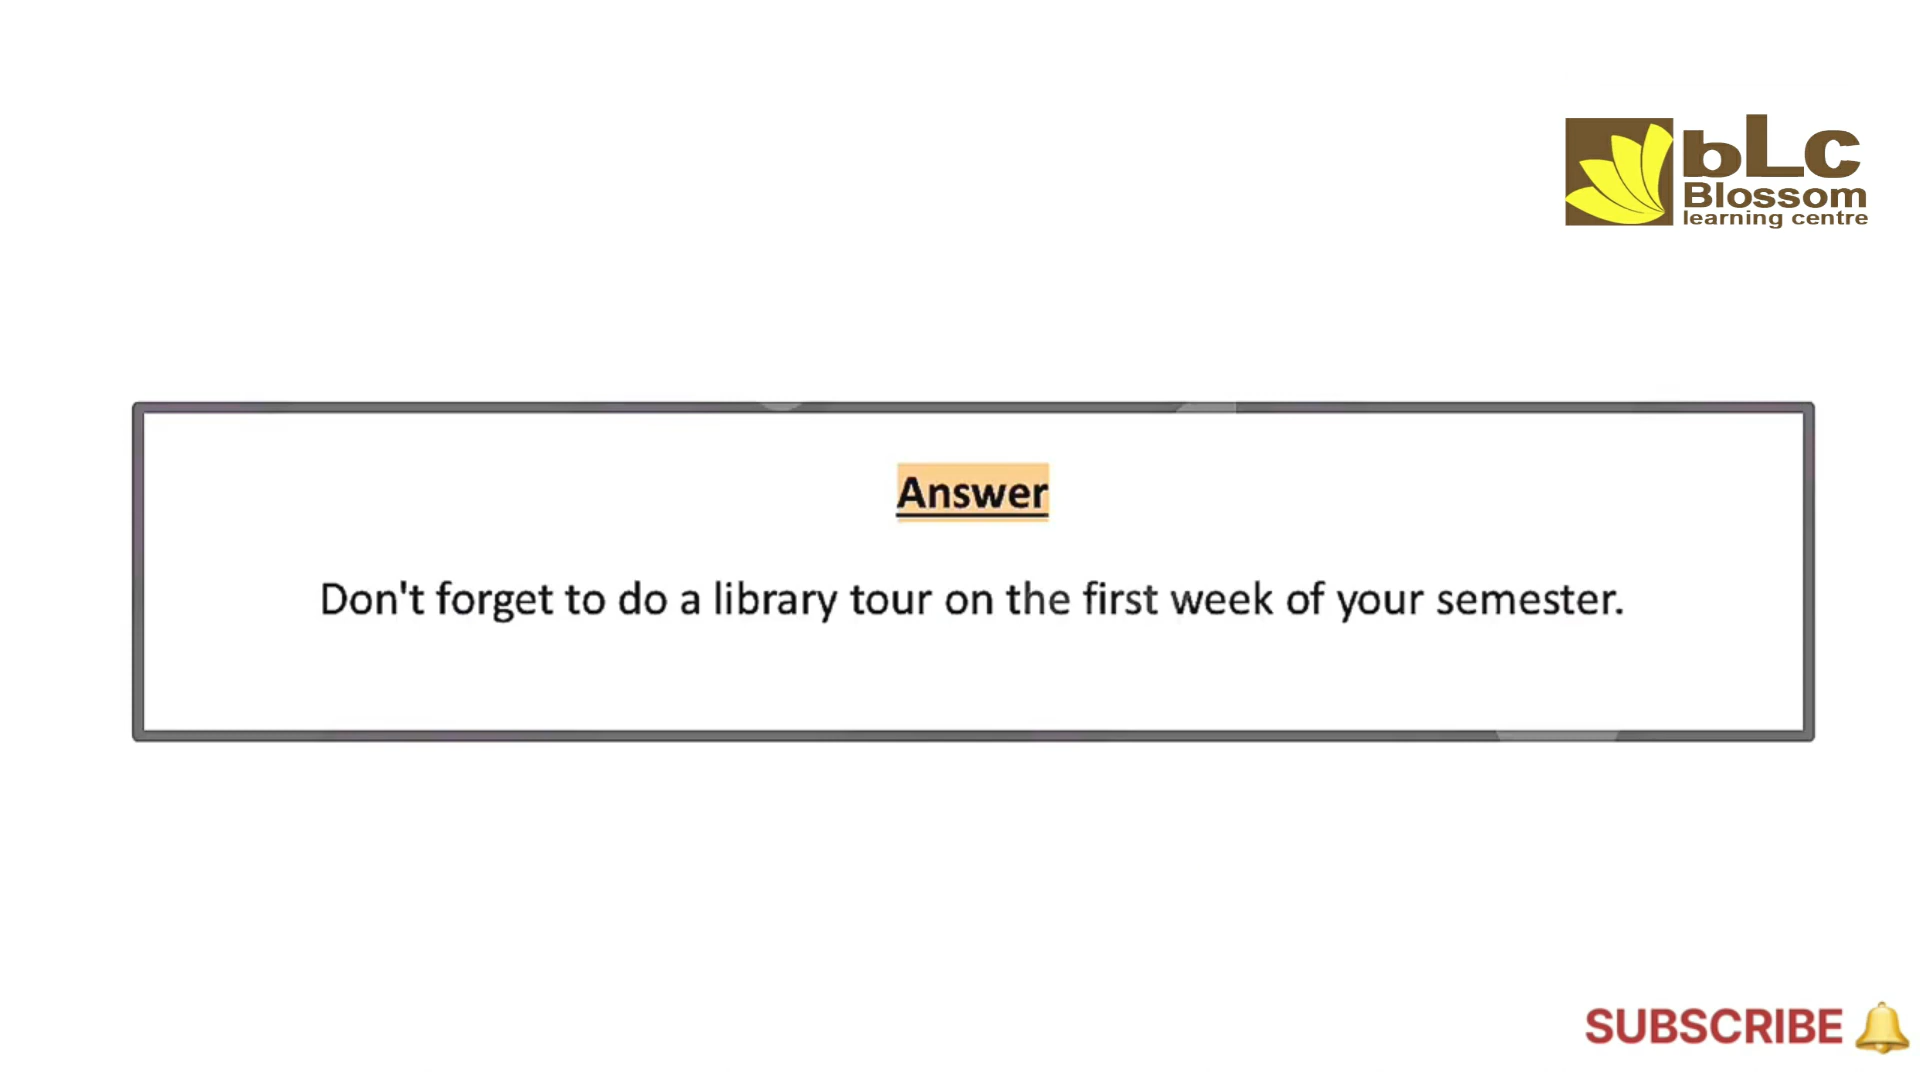 bLc
Blossom
learning centre
Answer
Don't forget to do a library tour on the first week of your semester.
SUBSCRIBE